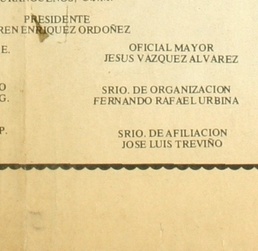 PRESIDENTE
REN ENRIQUEZ ORDOÑEZ
E.
OFICIAL MAYOR
JESUS VAZQUEZ ALVAREZ
O
G.
SRIO. DE ORGANIZACION
FERNANDO RAFAEL URBINA
P.
SRIO. DE AFILIACION
JOSE LUIS TREVIÑO